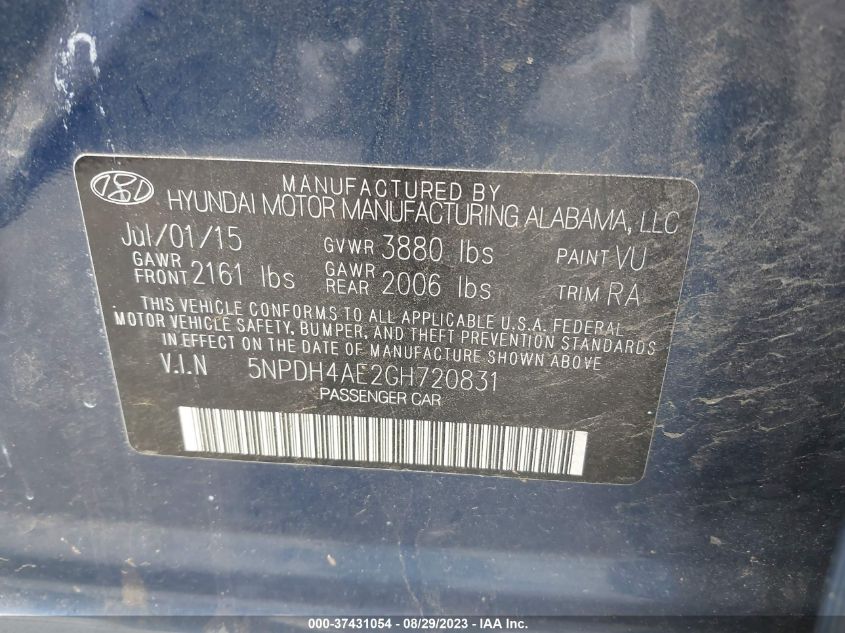 MANUFACTURED BY
HYUNDAI MOTOR MANUFACTURING ALABAMA, LLC
Jul/01/15 GVWR 3880 lbs PAINT VU
GAWR FRONT 2161 lbs GAWR REAR 2006 lbs TRIM RA
THIS VEHICLE CONFORMS TO ALL APPLICABLE U.S.A. FEDERAL
MOTOR VEHICLE SAFETY, BUMPER, AND THEFT PREVENTION STANDARDS
IN EFFECT ON THE DATE OF MANUFACTURE SHOWN ABOVE
V.I.N 5NPDH4AE2GH720831
PASSENGER CAR
000-37431054 - 08/29/2023 - IAAI.COM